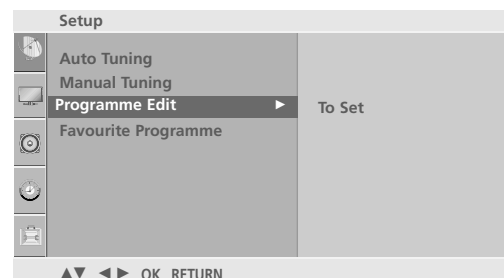 Setup
Auto Tuning
Manual Tuning
Programme Edit ► To Set
Favourite Programme
▲▼ ◄► OK RETURN